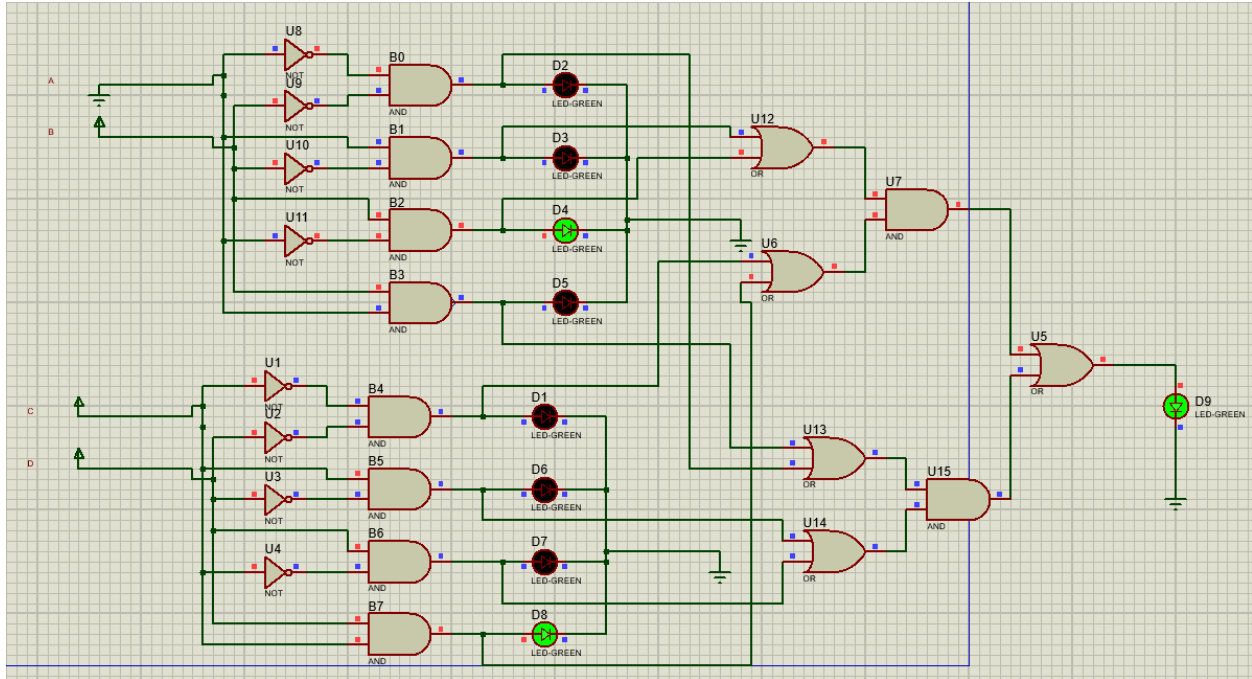 U8
NOT
B0
AND
D2
LED-GREEN
A
U9
NOT
B
B1
AND
D3
LED-GREEN
U12
OR
U10
NOT
U7
AND
B2
AND
D4
LED-GREEN
U11
NOT
U6
OR
B3
AND
D5
LED-GREEN
U5
OR
U1
NOT
B4
AND
D1
LED-GREEN
D9
LED-GREEN
C
U2
NOT
U13
OR
D
B5
AND
D6
LED-GREEN
U15
AND
U3
NOT
B6
AND
D7
LED-GREEN
U14
OR
U4
NOT
B7
AND
D8
LED-GREEN